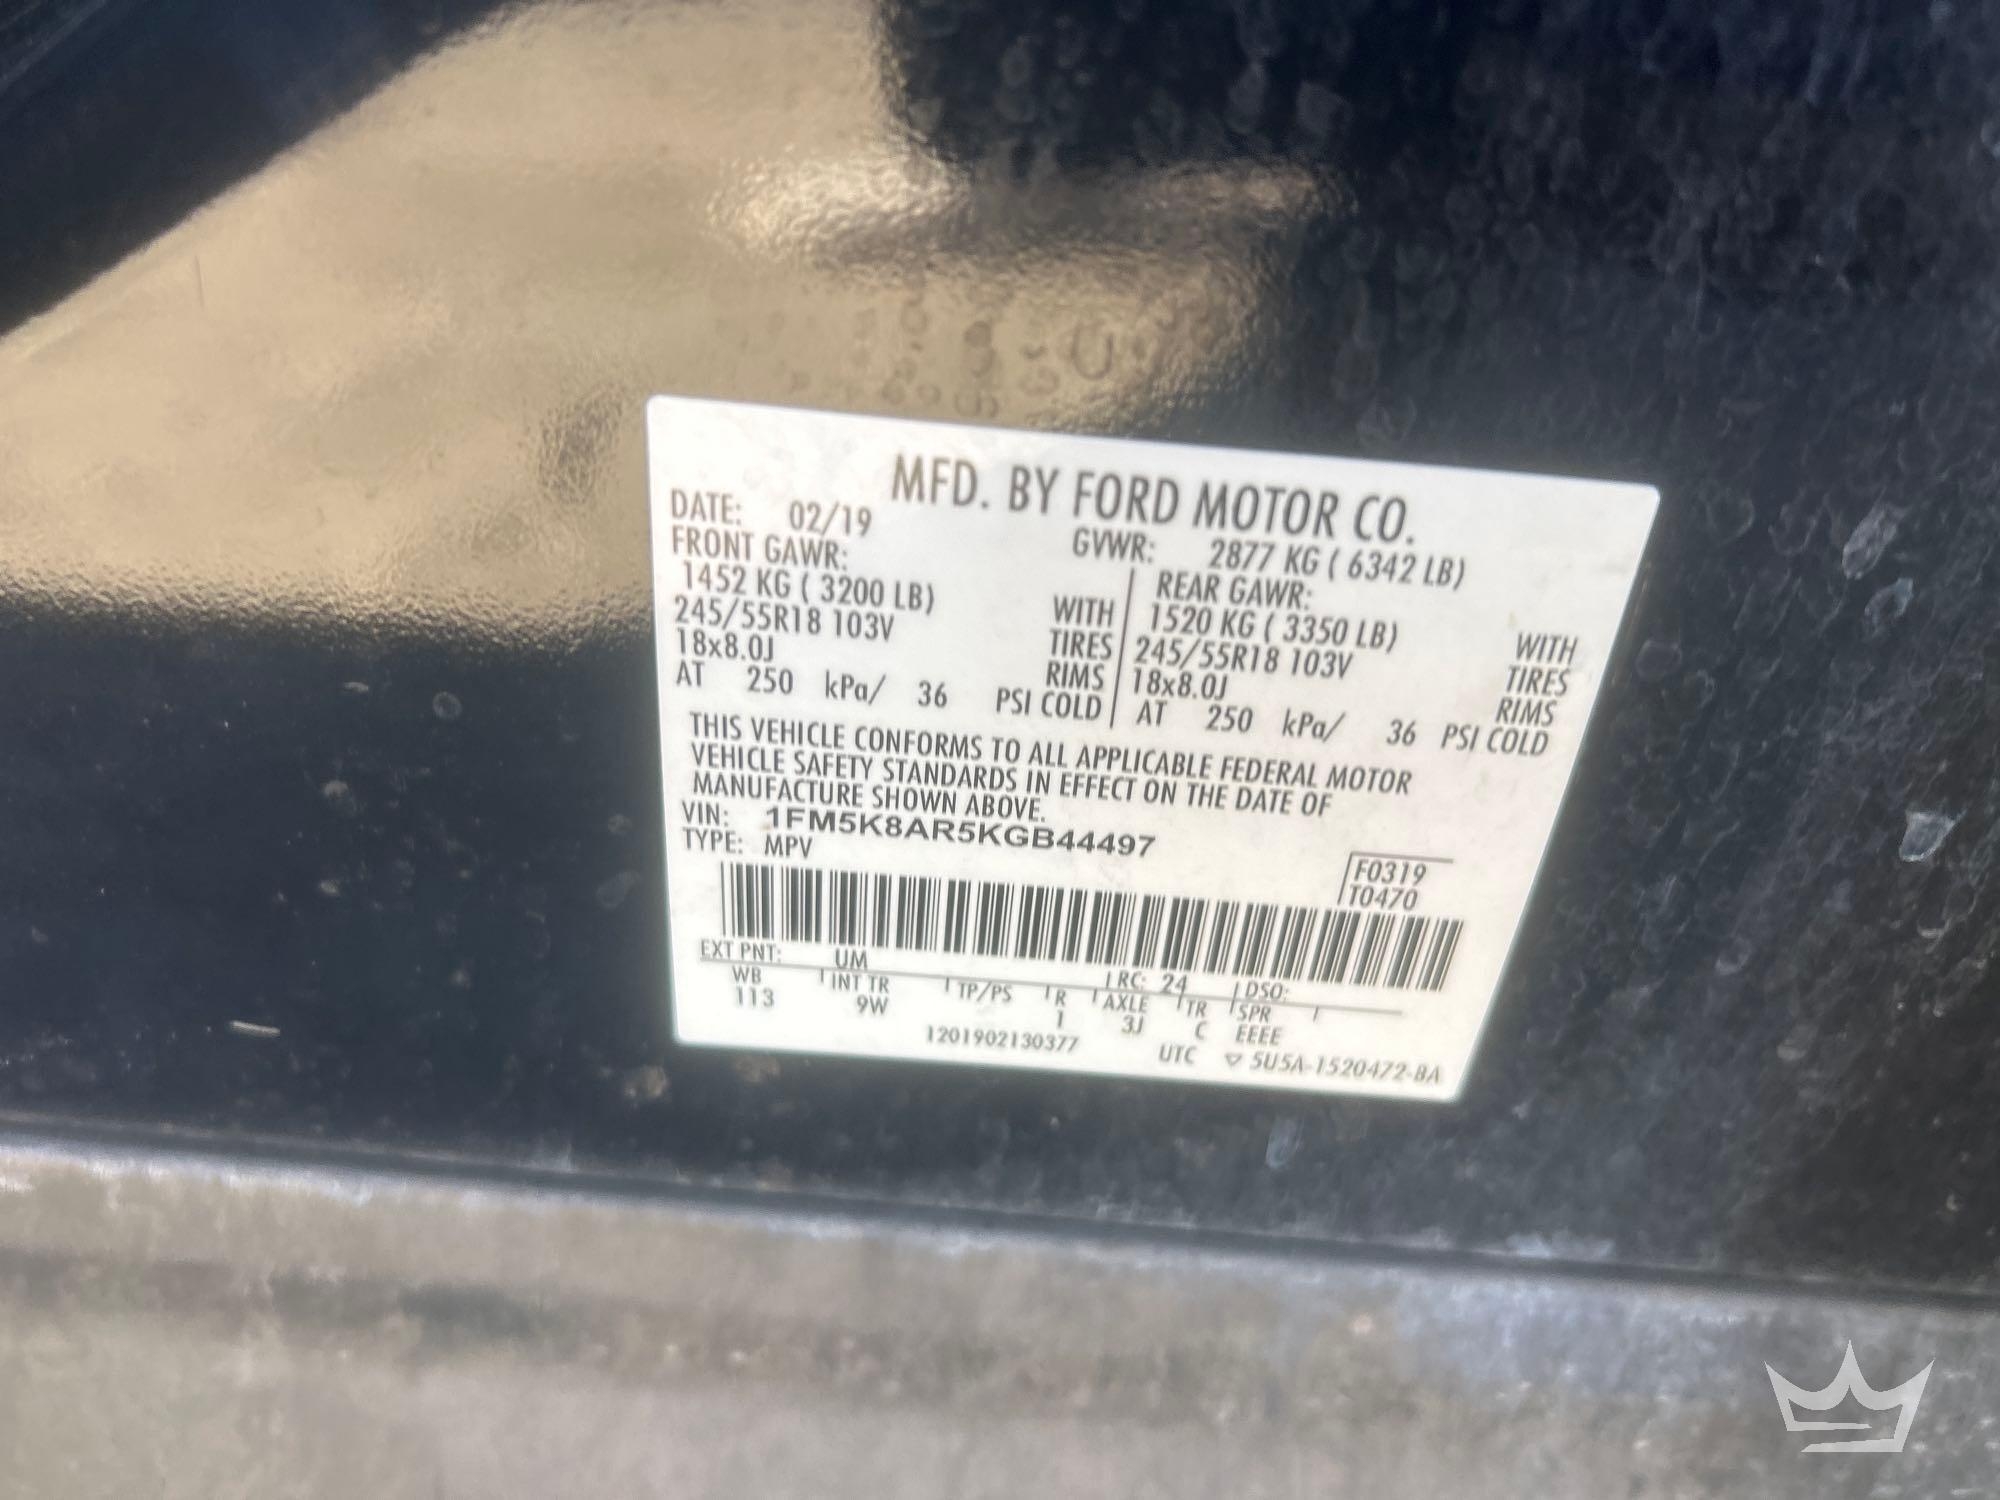 MFD. BY FORD MOTOR CO.
DATE: 02/19 GVWR: 2877 KG ( 6342 LB)
FRONT GAWR: REAR GAWR:
1452 KG ( 3200 LB) WITH 1520 KG ( 3350 LB) WITH
245/55R18 103V TIRES 245/55R18 103V TIRES
18x8.0J RIMS 18x8.0J RIMS
AT 250 kPa/ 36 PSI COLD AT 250 kPa/ 36 PSI COLD
THIS VEHICLE CONFORMS TO ALL APPLICABLE FEDERAL MOTOR
VEHICLE SAFETY STANDARDS IN EFFECT ON THE DATE OF
MANUFACTURE SHOWN ABOVE.
VIN: 1FM5K8AR5KGB44497
TYPE: MPV
F0319
T0470
EXT PNT: UM RC: 24 DSO:
WB INT TR TP/PS R AXLE TR SPR
113 9W 1 3J C EEEE
1201902130377 UTC ▽ 5U5A-1520472-BA